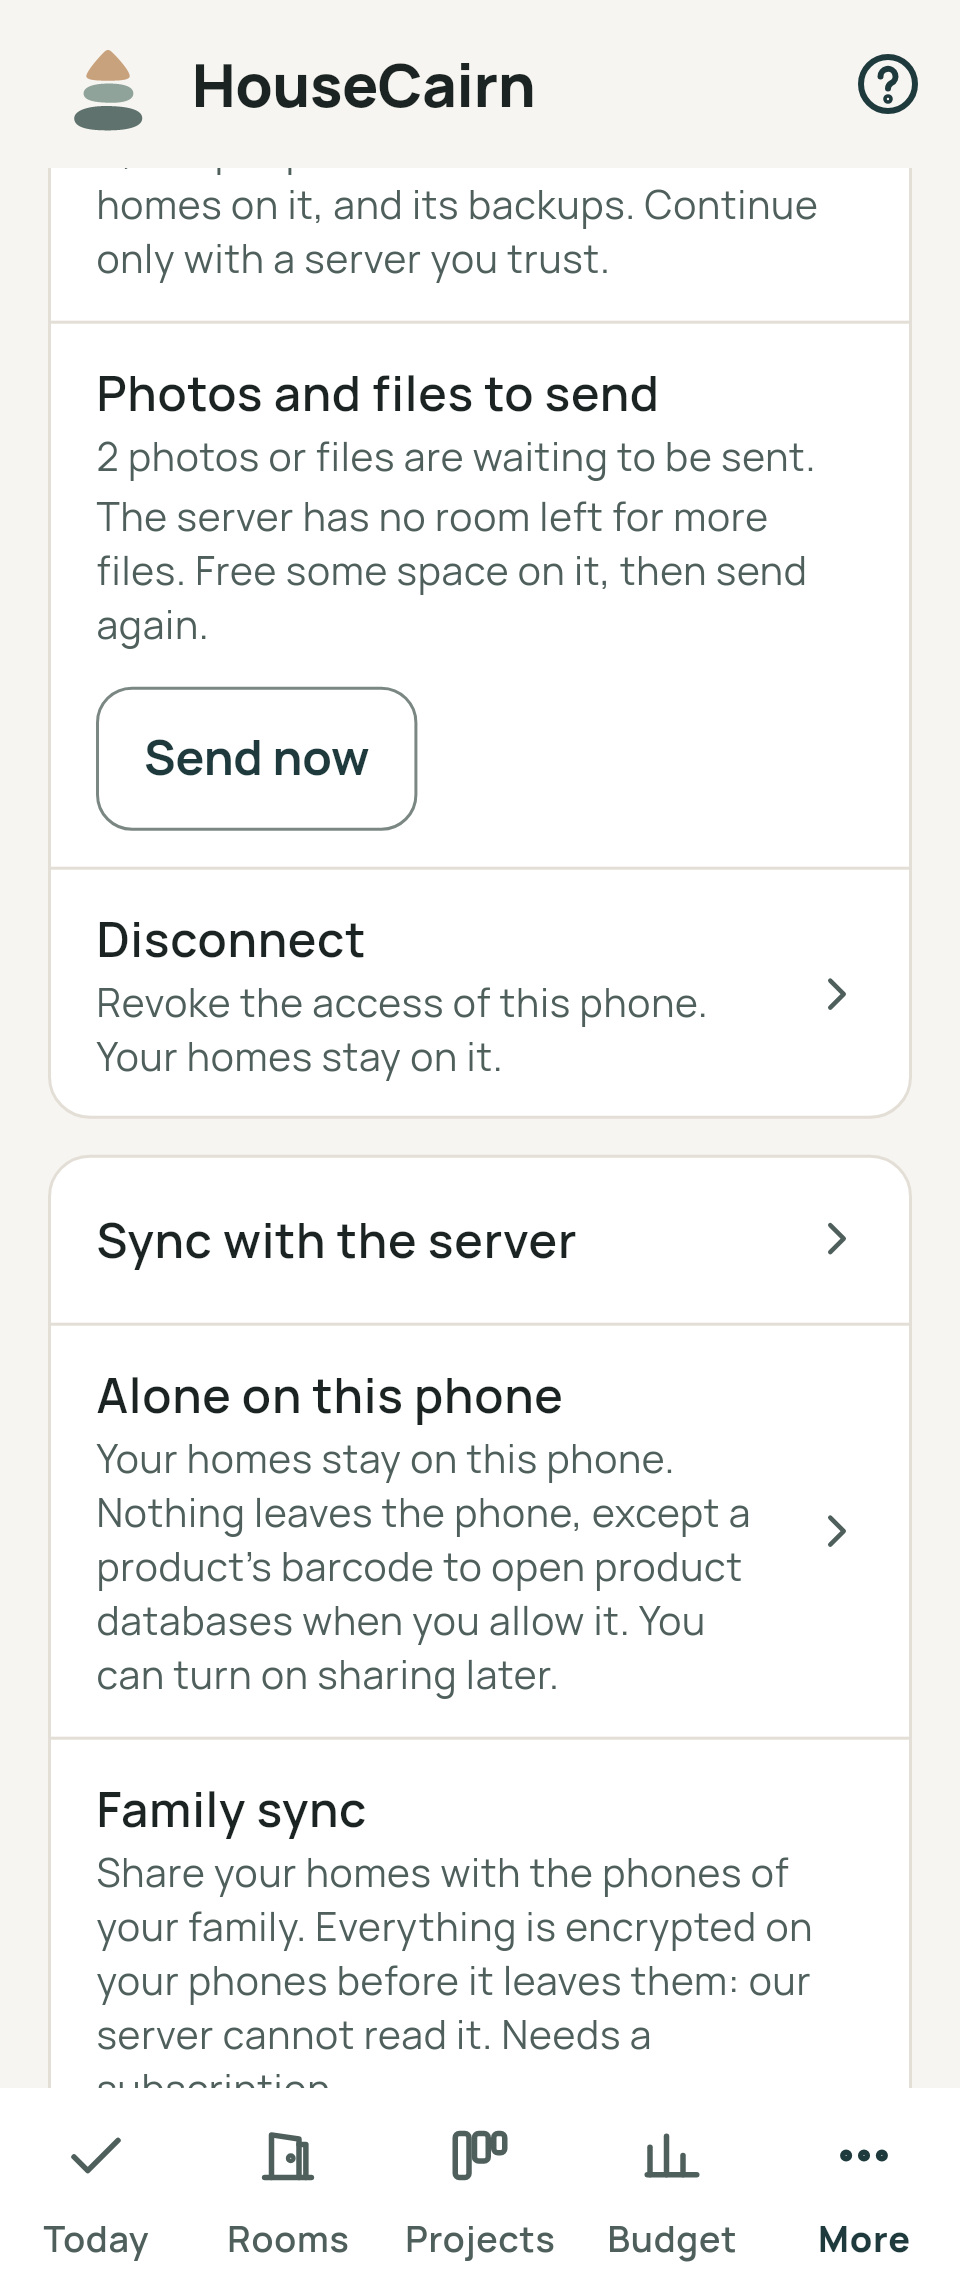 HouseCairn
homes on it, and its backups. Continue
only with a server you trust.
Photos and files to send
2 photos or files are waiting to be sent.
The server has no room left for more
files. Free some space on it, then send
again.
Send now
Disconnect
Revoke the access of this phone.
Your homes stay on it.
Sync with the server
Alone on this phone
Your homes stay on this phone.
Nothing leaves the phone, except a
product’s barcode to open product
databases when you allow it. You
can turn on sharing later.
Family sync
Share your homes with the phones of
your family. Everything is encrypted on
your phones before it leaves them: our
server cannot read it. Needs a
subscription.
Today
Rooms
Projects
Budget
More